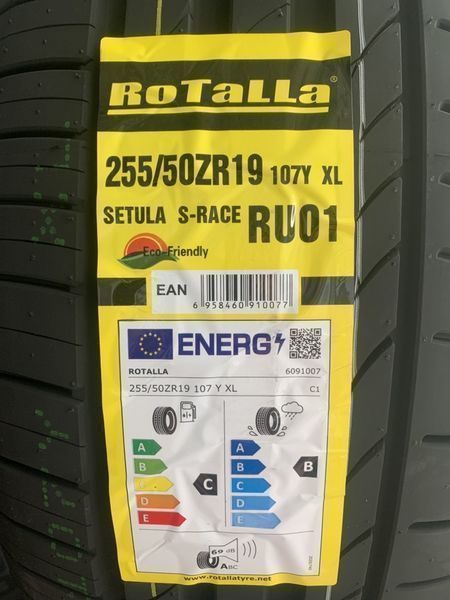 RoTaLLa®
255/50ZR19 107Y XL
SETULA S-RACE RU01
Eco-Friendly
EAN
6 958460 910077
ENERG
ROTALLA 6091007
255/50ZR19 107 Y XL C1
A A
B B
C C C B
D D
E E
69 dB
ABC
www.rotallatyre.net